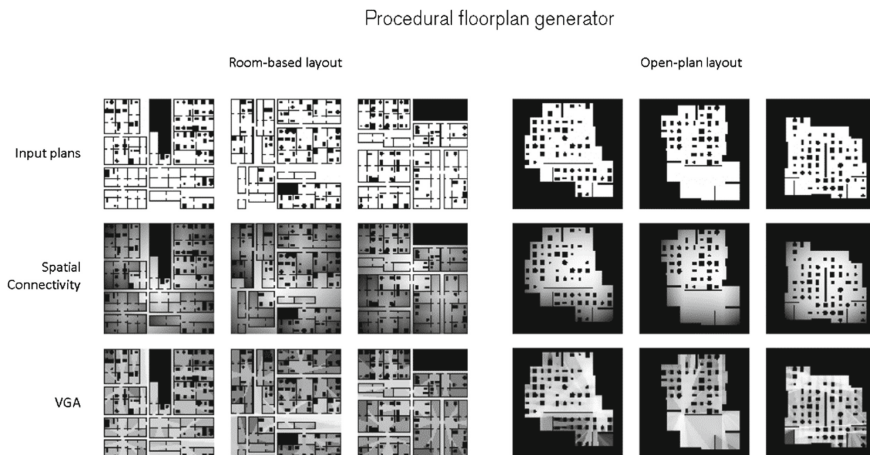 Procedural floorplan generator
Room-based layout
Open-plan layout
Input plans
Spatial
Connectivity
VGA